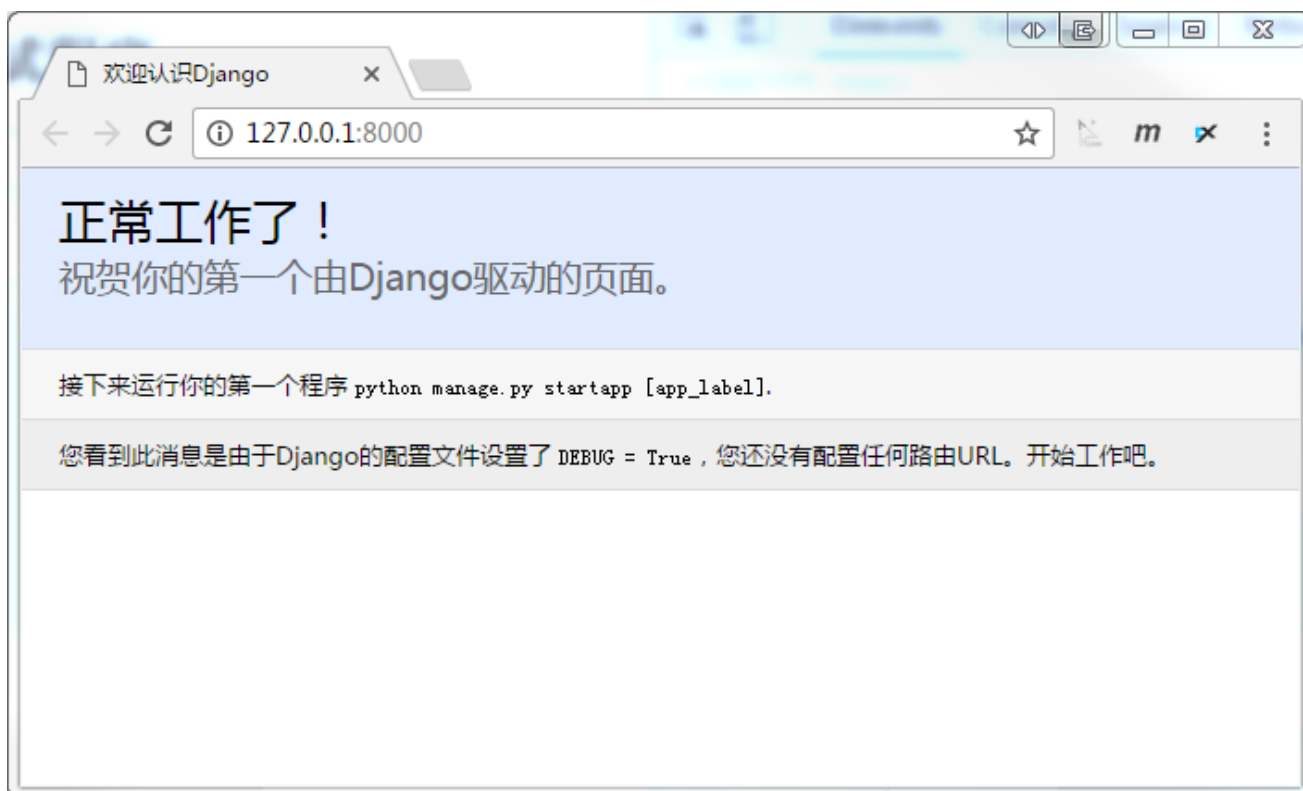 欢迎认识Django
127.0.0.1:8000
m
正常工作了！
祝贺你的第一个由Django驱动的页面。
接下来运行你的第一个程序 python manage.py startapp [app_label].
您看到此消息是由于Django的配置文件设置了 DEBUG = True，您还没有配置任何路由URL。开始工作吧。